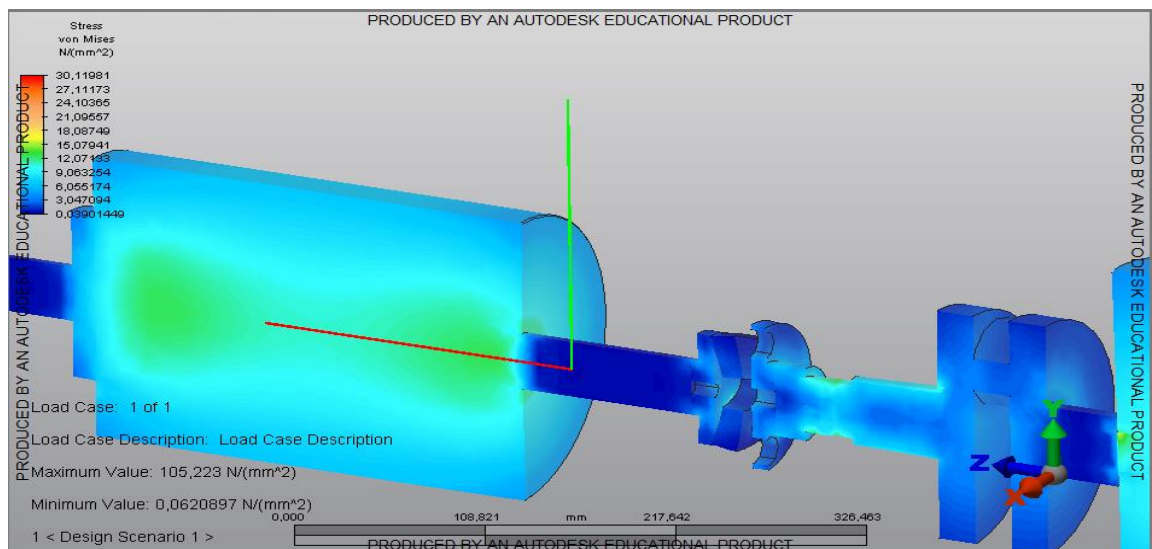 PRODUCED BY AN AUTODESK EDUCATIONAL PRODUCT
Stress
von Mises
N/(mm^2)
30,11981
27,11173
24,10365
21,09557
18,08749
15,07941
12,07133
9,063254
6,055174
3,047094
0,03901449
PRODUCED BY AN AUTODESK EDUCATIONAL PRODUCT
PRODUCED BY AN AUTODESK EDUCATIONAL PRODUCT
Load Case: 1 of 1
Load Case Description: Load Case Description
Maximum Value: 105,223 N/(mm^2)
Minimum Value: 0,0620897 N/(mm^2)
1 < Design Scenario 1 >
0,000 108,821 mm 217,642 326,463
Y
Z
X
PRODUCED BY AN AUTODESK EDUCATIONAL PRODUCT